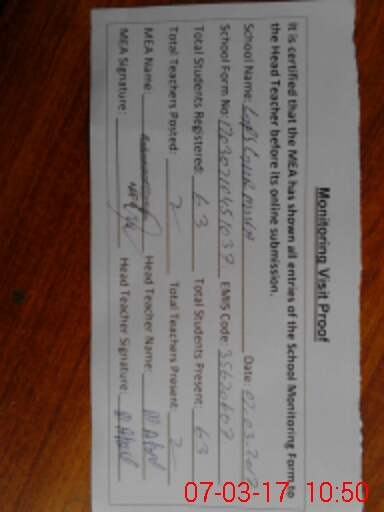 Monitoring Visit Proof
It is certified that the MEA has shown all entries of the School Monitoring Form to
the Head Teacher before its online submission.
School Name: Date: 07.03.2017
School Form No: EMIS Code:
Total Students Registered: 63 Total Students Present: 63
Total Teachers Posted: 2 Total Teachers Present: 2
MEA Name: Head Teacher Name:
MEA Signature: Head Teacher Signature:
07-03-17 10:50